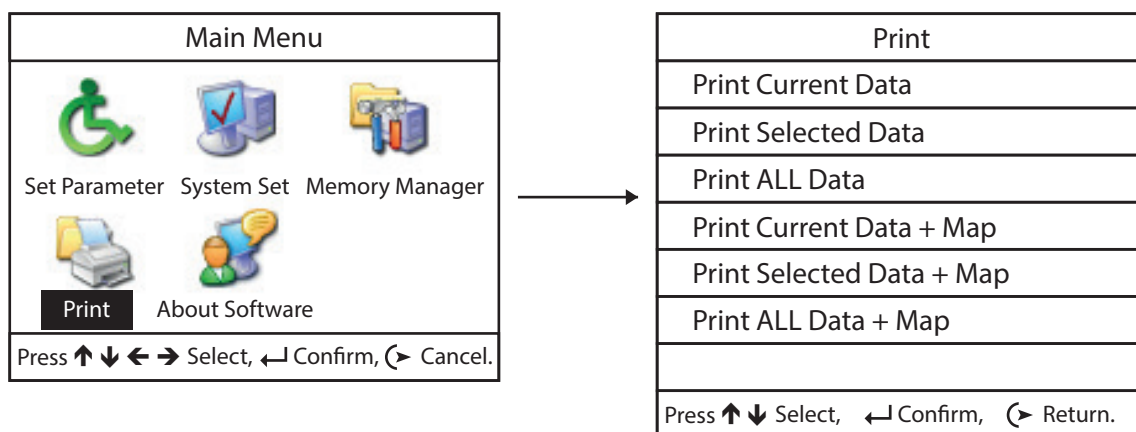 Main Menu
Set Parameter System Set Memory Manager
Print About Software
Press ↑ ↓ ← → Select, ↵ Confirm, (➤ Cancel.
Print
Print Current Data
Print Selected Data
Print ALL Data
Print Current Data + Map
Print Selected Data + Map
Print ALL Data + Map
Press ↑ ↓ Select, ↵ Confirm, (➤ Return.